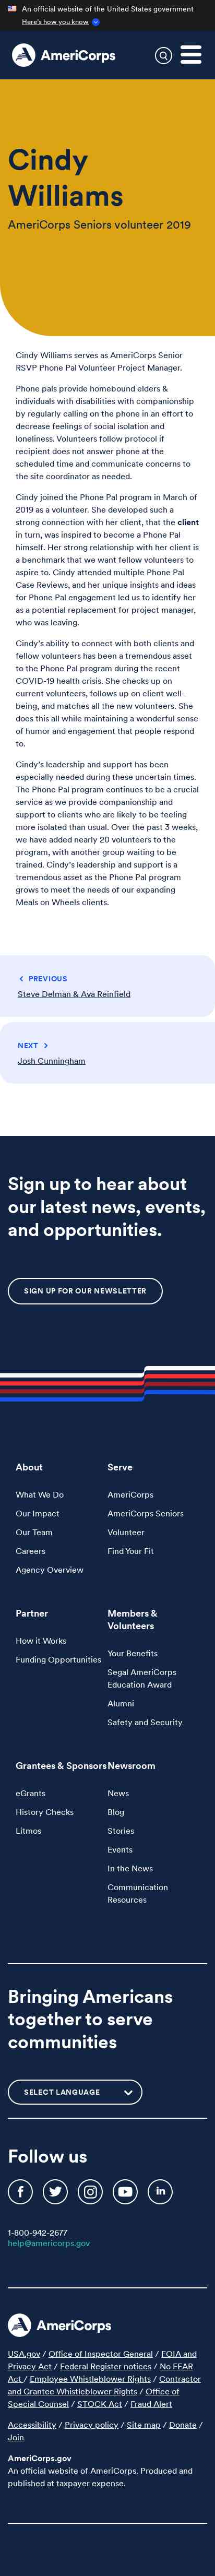 An official website of the United States government
Here's how you know
AmeriCorps
Cindy
Williams
AmeriCorps Seniors volunteer 2019
Cindy Williams serves as AmeriCorps Senior
RSVP Phone Pal Volunteer Project Manager.
Phone pals provide homebound elders &
individuals with disabilities with companionship
by regularly calling on the phone in an effort to
decrease feelings of social isolation and
loneliness. Volunteers follow protocol if
recipient does not answer phone at the
scheduled time and communicate concerns to
the site coordinator as needed.
Cindy joined the Phone Pal program in March of
2019 as a volunteer. She developed such a
strong connection with her client, that the client
in turn, was inspired to become a Phone Pal
himself. Her strong relationship with her client is
a benchmark that we want fellow volunteers to
aspire to. Cindy attended multiple Phone Pal
Case Reviews, and her unique insights and ideas
for Phone Pal engagement led us to identify her
as a potential replacement for project manager,
who was leaving.
Cindy's ability to connect with both clients and
fellow volunteers has been a tremendous asset
to the Phone Pal program during the recent
COVID-19 health crisis. She checks up on
current volunteers, follows up on client well-
being, and matches all the new volunteers. She
does this all while maintaining a wonderful sense
of humor and engagement that people respond
to.
Cindy's leadership and support has been
especially needed during these uncertain times.
The Phone Pal program continues to be a crucial
service as we provide companionship and
support to clients who are likely to be feeling
more isolated than usual. Over the past 3 weeks,
we have added nearly 20 volunteers to the
program, with another group waiting to be
trained. Cindy's leadership and support is a
tremendous asset as the Phone Pal program
grows to meet the needs of our expanding
Meals on Wheels clients.
PREVIOUS
Steve Delman & Ava Reinfield
NEXT
Josh Cunningham
Sign up to hear about
our latest news, events,
and opportunities.
SIGN UP FOR OUR NEWSLETTER
About
What We Do
Our Impact
Our Team
Careers
Agency Overview
Serve
AmeriCorps
AmeriCorps Seniors
Volunteer
Find Your Fit
Partner
How it Works
Funding Opportunities
Members &
Volunteers
Your Benefits
Segal AmeriCorps
Education Award
Alumni
Safety and Security
Grantees & Sponsors
eGrants
History Checks
Litmos
Newsroom
News
Blog
Stories
Events
In the News
Communication
Resources
Bringing Americans
together to serve
communities
SELECT LANGUAGE
Follow us
1-800-942-2677
help@americorps.gov
AmeriCorps
USA.gov / Office of Inspector General / FOIA and
Privacy Act / Federal Register notices / No FEAR
Act / Employee Whistleblower Rights / Contractor
and Grantee Whistleblower Rights / Office of
Special Counsel / STOCK Act / Fraud Alert
Accessibility / Privacy policy / Site map / Donate /
Join
AmeriCorps.gov
An official website of AmeriCorps. Produced and
published at taxpayer expense.